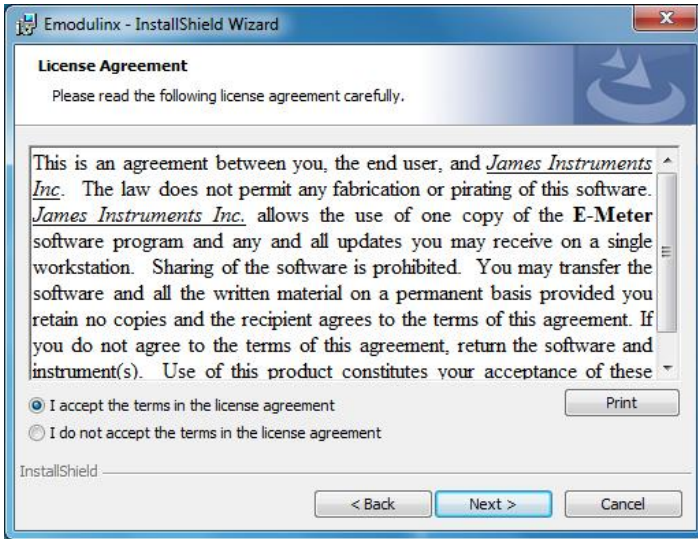 Emodulinx - InstallShield Wizard
License Agreement
Please read the following license agreement carefully.
This is an agreement between you, the end user, and James Instruments
Inc. The law does not permit any fabrication or pirating of this software.
James Instruments Inc. allows the use of one copy of the E-Meter
software program and any and all updates you may receive on a single
workstation. Sharing of the software is prohibited. You may transfer the
software and all the written material on a permanent basis provided you
retain no copies and the recipient agrees to the terms of this agreement. If
you do not agree to the terms of this agreement, return the software and
instrument(s). Use of this product constitutes your acceptance of these
I accept the terms in the license agreement
Print
I do not accept the terms in the license agreement
InstallShield
< Back Next > Cancel